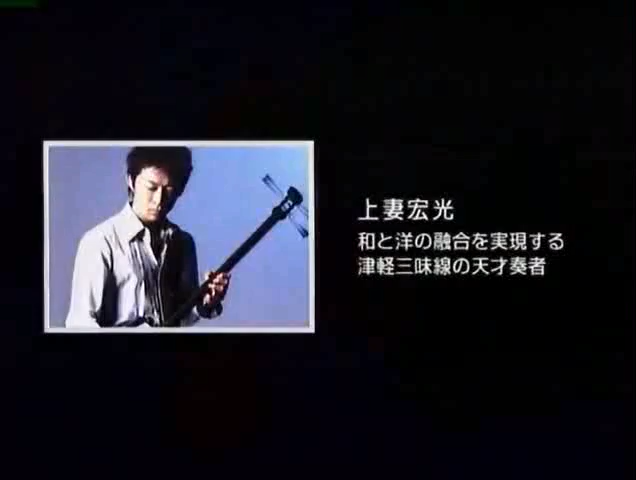 上妻宏光
和と洋の融合を実現する
津軽三味線の天才奏者